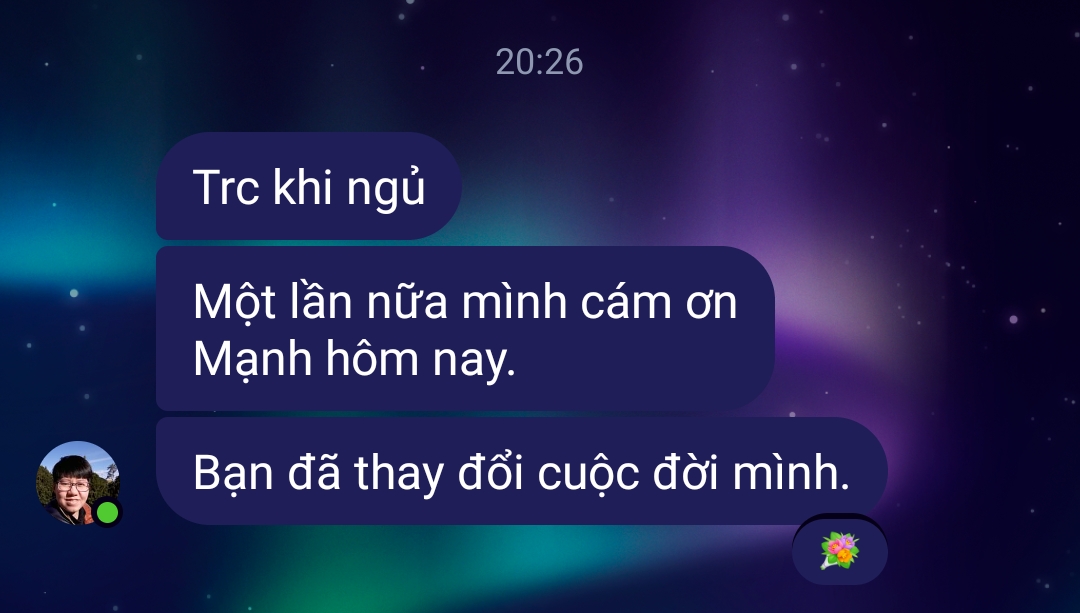 20:26
Trc khi ngủ
Một lần nữa mình cám ơn
Mạnh hôm nay.
Bạn đã thay đổi cuộc đời mình.